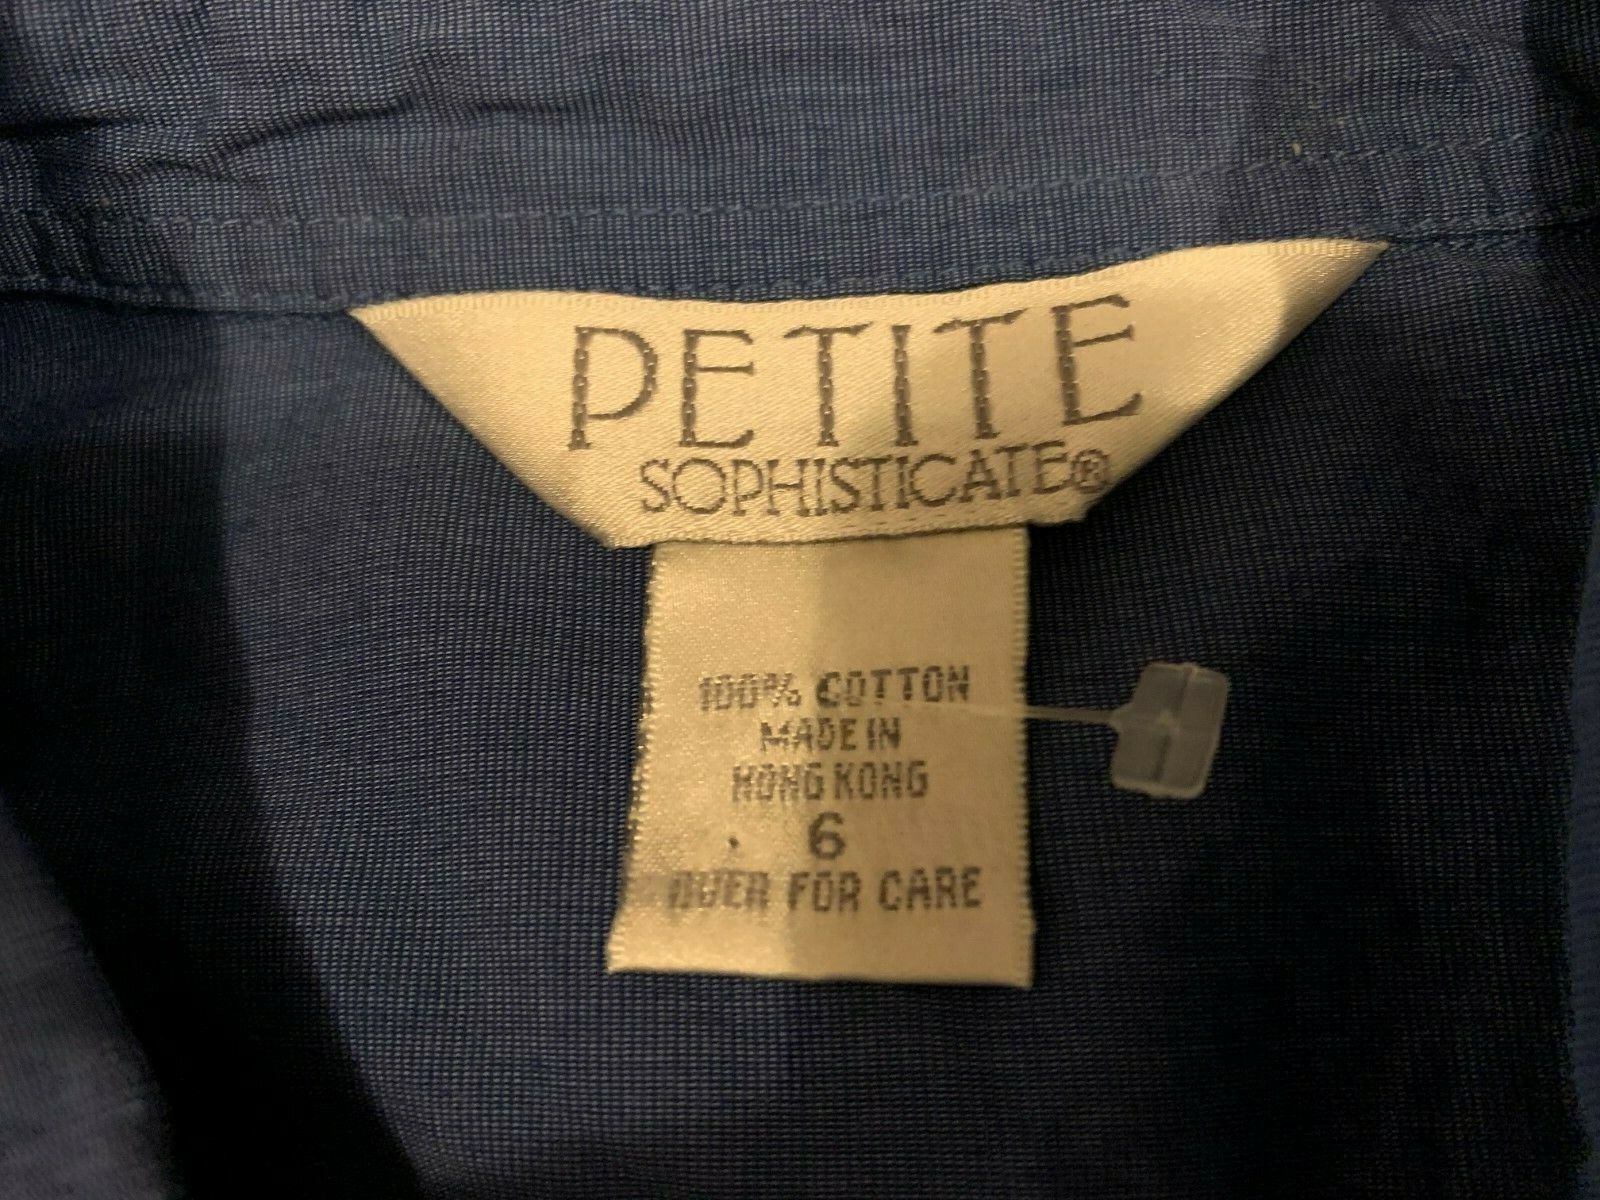 PETITE
SOPHISTICATE®
100% COTTON
MADE IN
HONG KONG
6
OVER FOR CARE